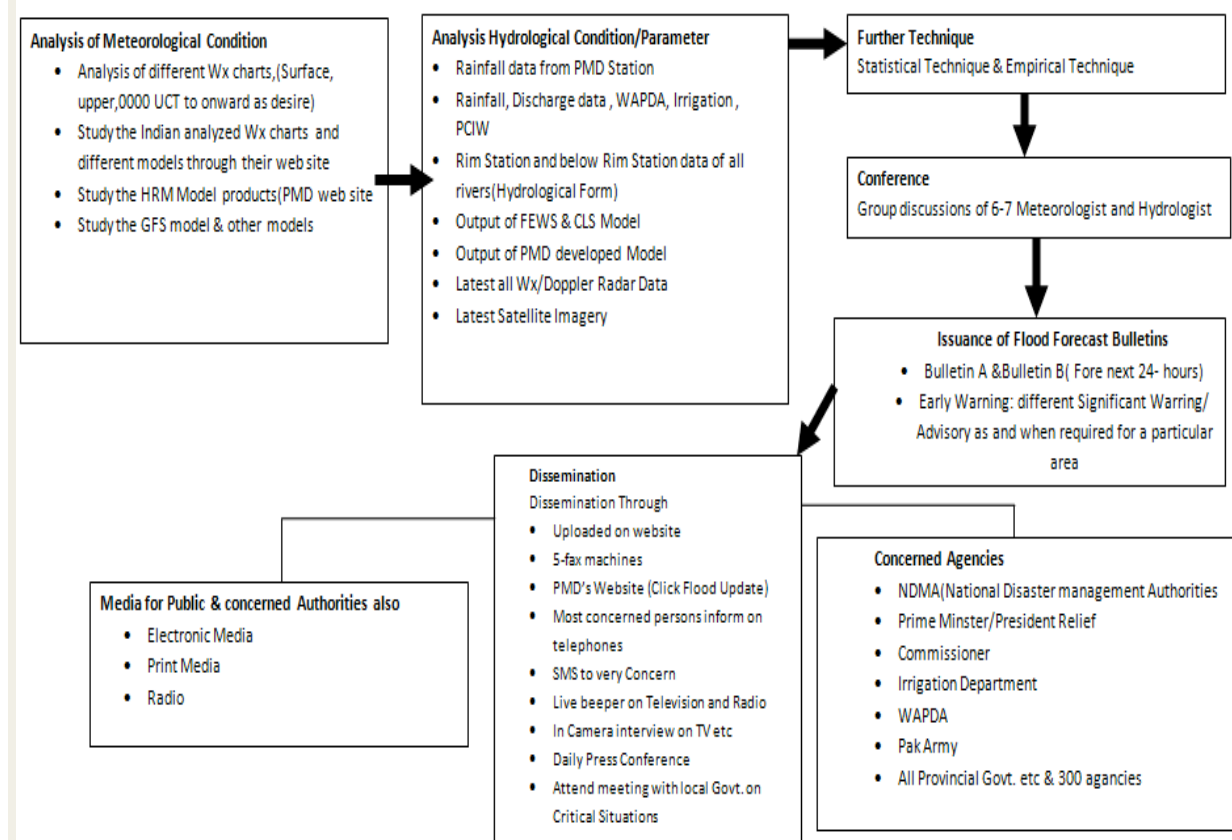 Analysis of Meteorological Condition
• Analysis of different Wx charts,(Surface,
upper,0000 UCT to onward as desire)
• Study the Indian analyzed Wx charts and
different models through their web site
• Study the HRM Model products(PMD web site
• Study the GFS model & other models
Analysis Hydrological Condition/Parameter
• Rainfall data from PMD Station
• Rainfall, Discharge data , WAPDA, Irrigation ,
PCIW
• Rim Station and below Rim Station data of all
rivers(Hydrological Form)
• Output of FEWS & CLS Model
• Output of PMD developed Model
• Latest all Wx/Doppler Radar Data
• Latest Satellite Imagery
Further Technique
Statistical Technique & Empirical Technique
Conference
Group discussions of 6-7 Meteorologist and Hydrologist
Issuance of Flood Forecast Bulletins
• Bulletin A &Bulletin B( Fore next 24- hours)
• Early Warning: different Significant Warring/
Advisory as and when required for a particular
area
Dissemination
Dissemination Through
• Uploaded on website
• 5-fax machines
• PMD's Website (Click Flood Update)
• Most concerned persons inform on
telephones
• SMS to very Concern
• Live beeper on Television and Radio
• In Camera interview on TV etc
• Daily Press Conference
• Attend meeting with local Govt. on
Critical Situations
Media for Public & concerned Authorities also
• Electronic Media
• Print Media
• Radio
Concerned Agencies
• NDMA(National Disaster management Authorities
• Prime Minster/President Relief
• Commissioner
• Irrigation Department
• WAPDA
• Pak Army
• All Provincial Govt. etc & 300 agancies